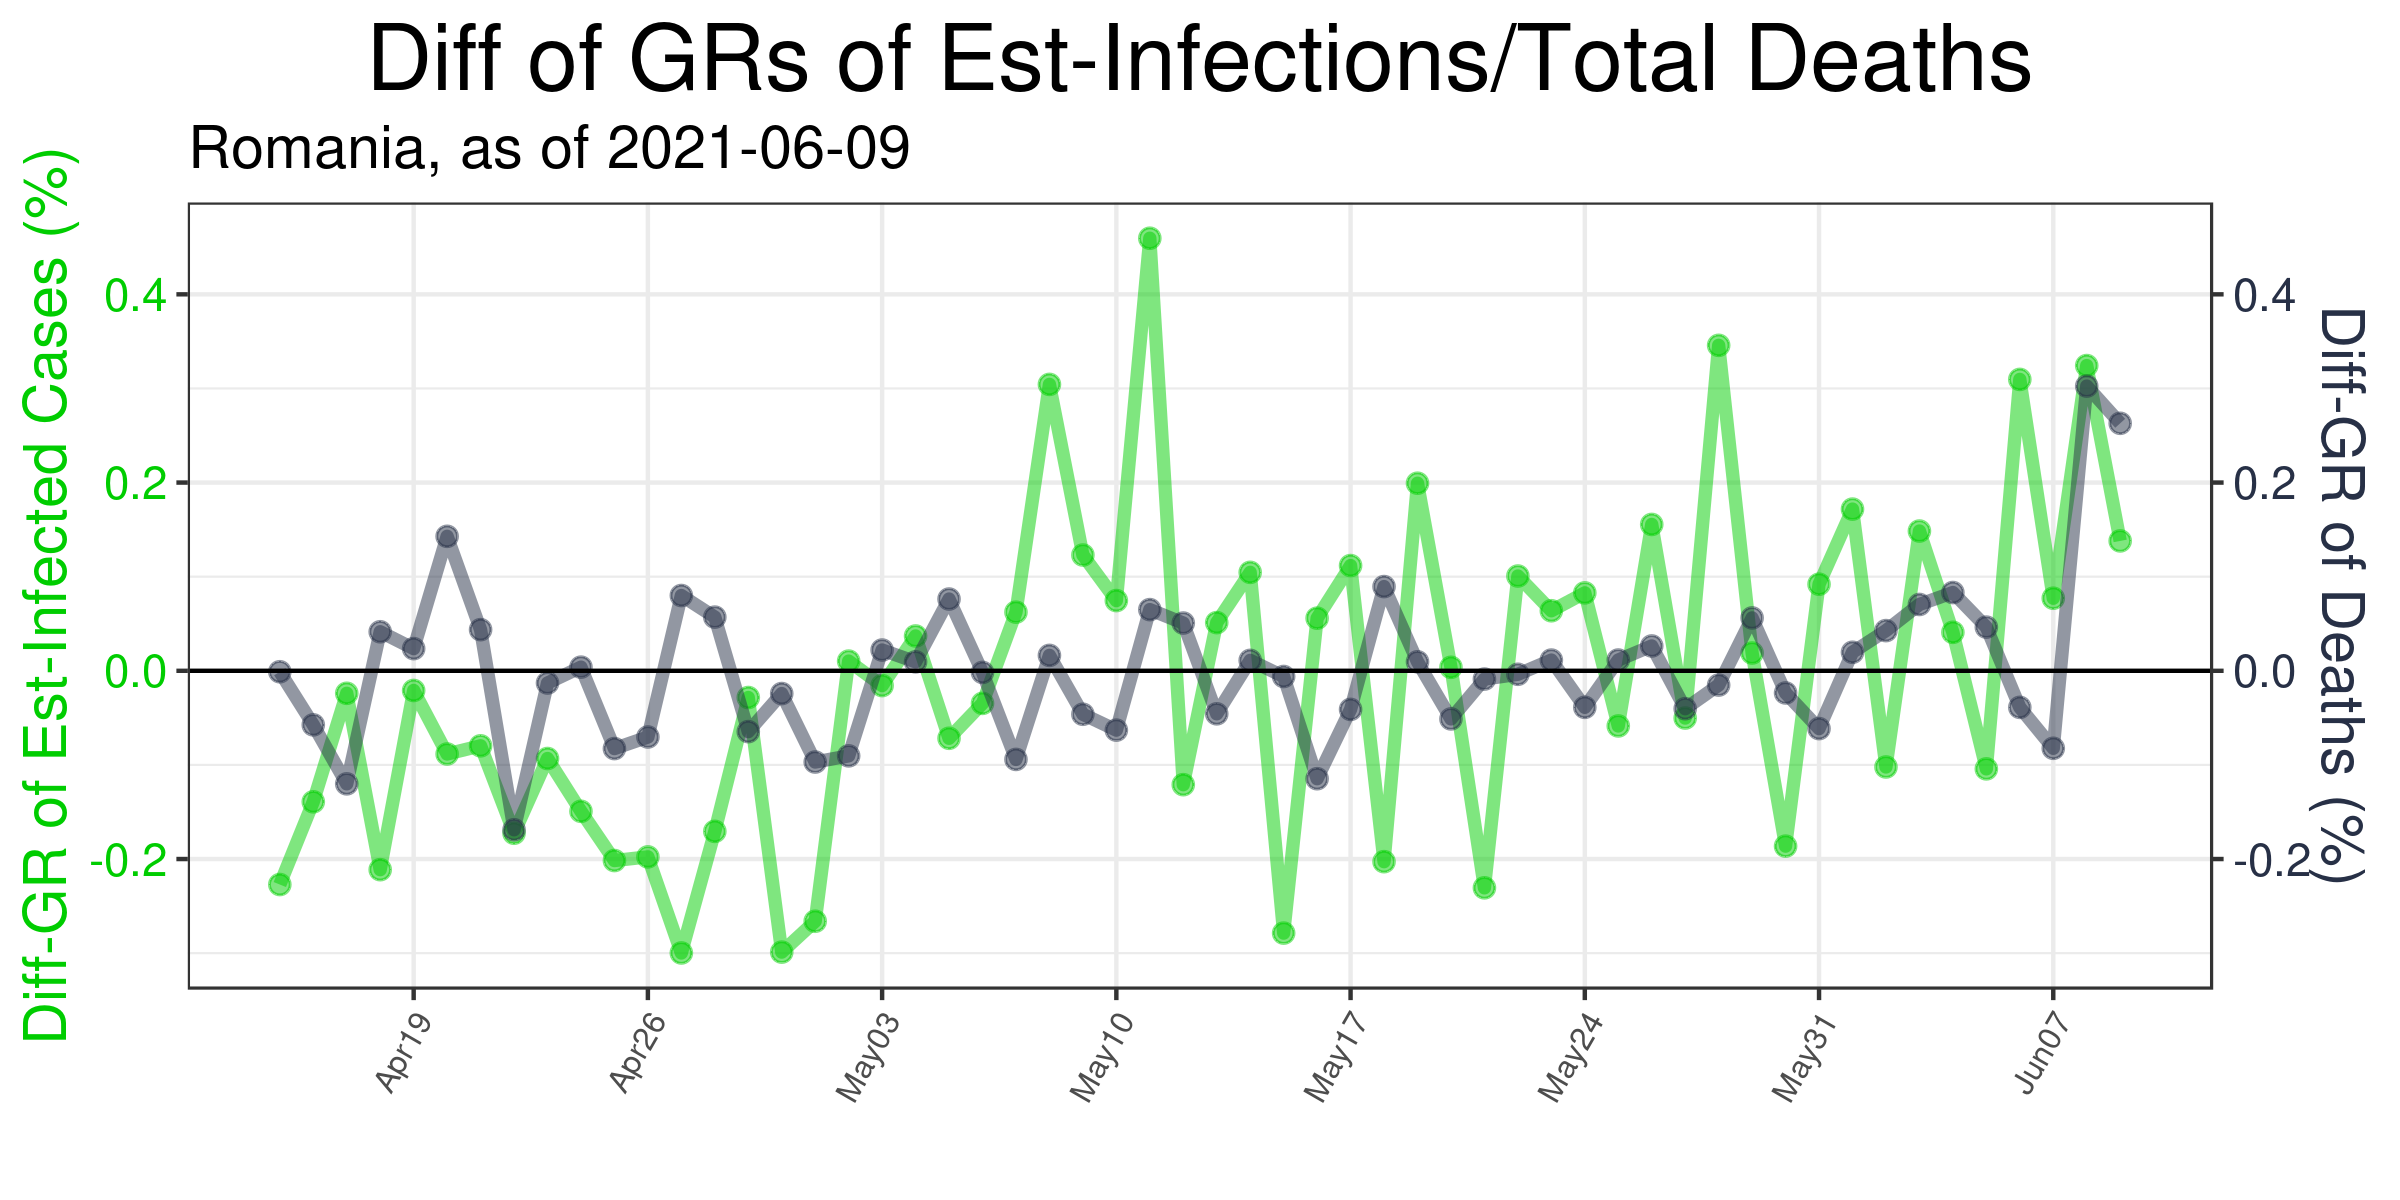 Diff of GRs of Est-Infections/Total Deaths
Romania, as of 2021-06-09
Diff-GR of Est-Infected Cases (%)
0.4
0.2
0.0
-0.2
0.4
0.2
0.0
-0.2
Diff-GR of Deaths (%)
Apr19
Apr26
May03
May10
May17
May24
May31
Jun07